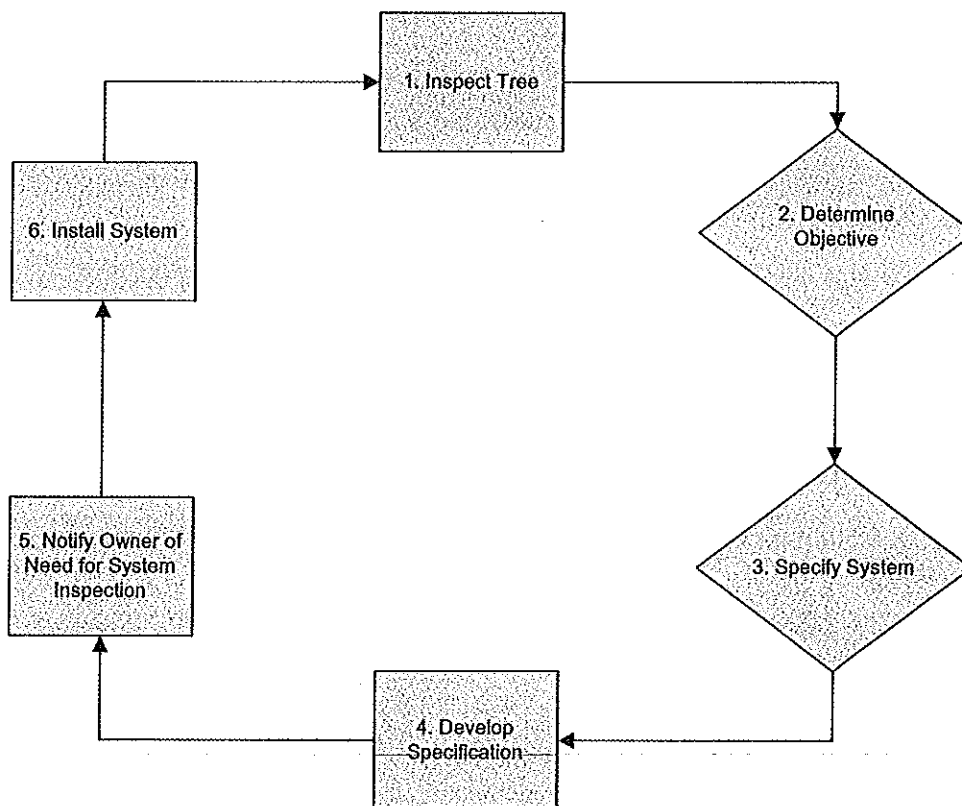 1. Inspect Tree
2. Determine
Objective
3. Specify System
4. Develop
Specification
5. Notify Owner of
Need for System
Inspection
6. Install System